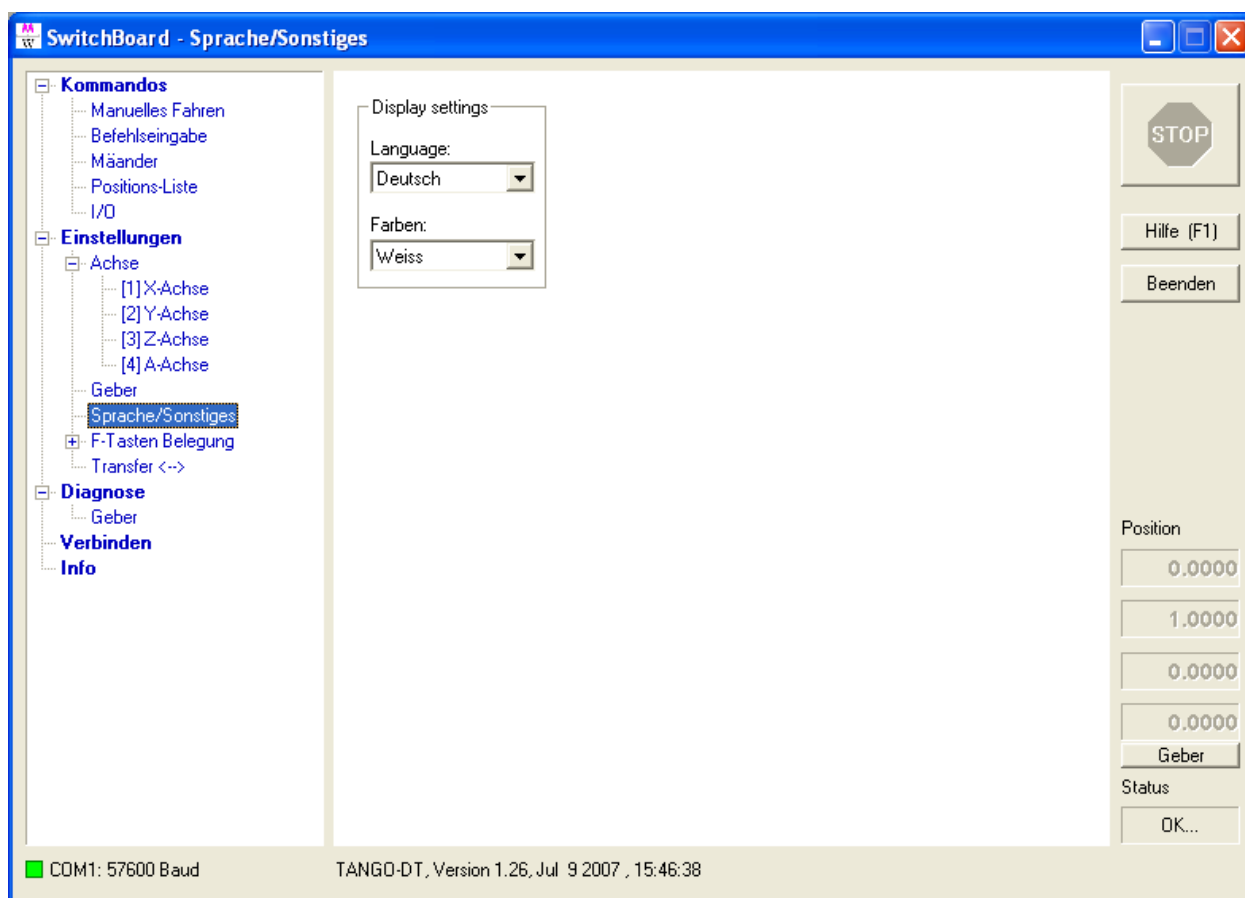 SwitchBoard - Sprache/Sonstiges
Kommandos
Manuelles Fahren
Befehlseingabe
Mäander
Positions-Liste
I/O
Einstellungen
Achse
[1] X-Achse
[2] Y-Achse
[3] Z-Achse
[4] A-Achse
Geber
Sprache/Sonstiges
F-Tasten Belegung
Transfer <-->
Diagnose
Geber
Verbinden
Info
Display settings
Language:
Deutsch
Farben:
Weiss
STOP
Hilfe (F1)
Beenden
Position
0.0000
1.0000
0.0000
0.0000
Geber
Status
OK...
COM1: 57600 Baud
TANGO-DT, Version 1.26, Jul 9 2007 , 15:46:38